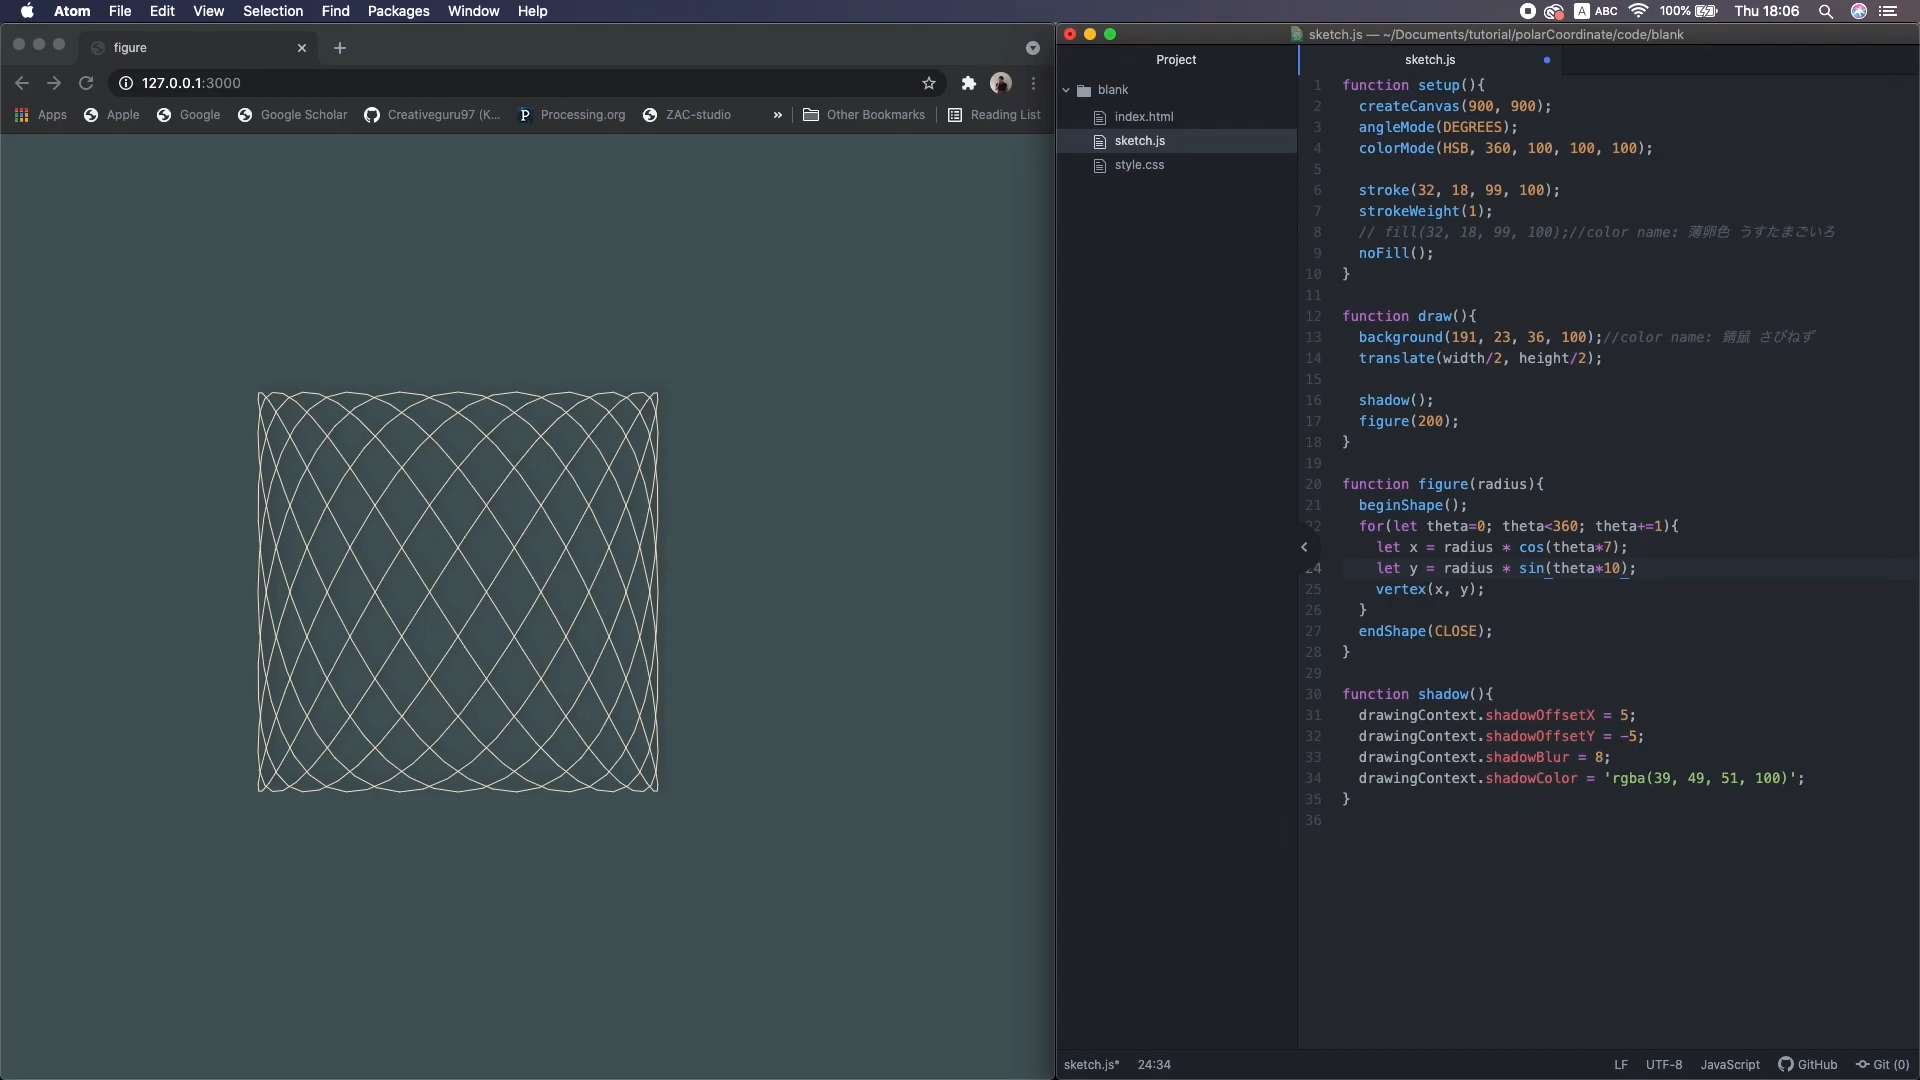 Atom File Edit View Selection Find Packages Window Help
A ABC 100% Thu 18:06
figure
127.0.0.1:3000
Apps Apple Google Google Scholar Creativeguru97 (K... Processing.org ZAC-studio » Other Bookmarks Reading List
sketch.js — ~/Documents/tutorial/polarCoordinate/code/blank
Project
blank
index.html
sketch.js
style.css
sketch.js
1 function setup(){
2 createCanvas(900, 900);
3 angleMode(DEGREES);
4 colorMode(HSB, 360, 100, 100, 100);
5
6 stroke(32, 18, 99, 100);
7 strokeWeight(1);
8 // fill(32, 18, 99, 100);//color name: 薄卵色 うすたまごいろ
9 noFill();
10 }
11
12 function draw(){
13 background(191, 23, 36, 100);//color name: 錆鼠 さびねず
14 translate(width/2, height/2);
15
16 shadow();
17 figure(200);
18 }
19
20 function figure(radius){
21 beginShape();
22 for(let theta=0; theta<360; theta+=1){
23 let x = radius * cos(theta*7);
24 let y = radius * sin(theta*10);
25 vertex(x, y);
26 }
27 endShape(CLOSE);
28 }
29
30 function shadow(){
31 drawingContext.shadowOffsetX = 5;
32 drawingContext.shadowOffsetY = -5;
33 drawingContext.shadowBlur = 8;
34 drawingContext.shadowColor = 'rgba(39, 49, 51, 100)';
35 }
36
sketch.js* 24:34
LF UTF-8 JavaScript GitHub Git (0)